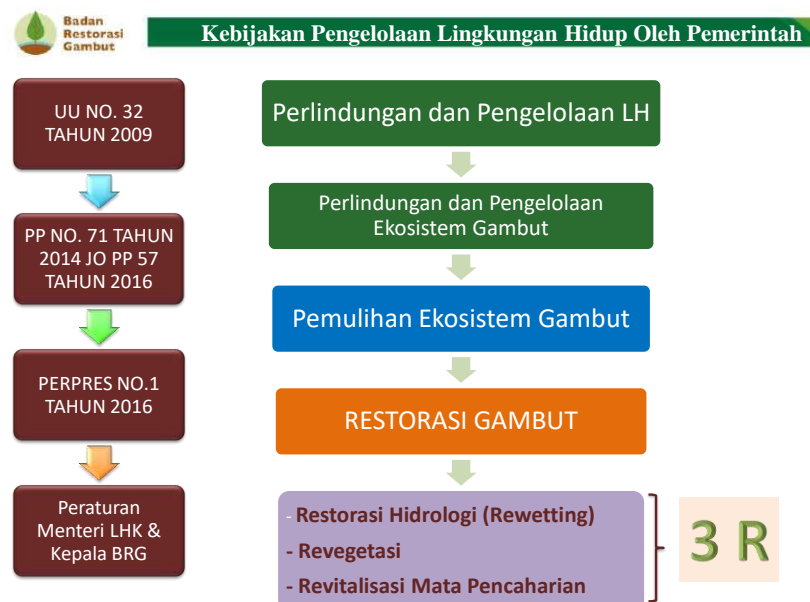 Badan
Restorasi
Gambut
Kebijakan Pengelolaan Lingkungan Hidup Oleh Pemerintah
UU NO. 32
TAHUN 2009
PP NO. 71 TAHUN
2014 JO PP 57
TAHUN 2016
PERPRES NO.1
TAHUN 2016
Peraturan
Menteri LHK &
Kepala BRG
Perlindungan dan Pengelolaan LH
Perlindungan dan Pengelolaan
Ekosistem Gambut
Pemulihan Ekosistem Gambut
RESTORASI GAMBUT
- Restorasi Hidrologi (Rewetting)
- Revegetasi
- Revitalisasi Mata Pencaharian
3 R